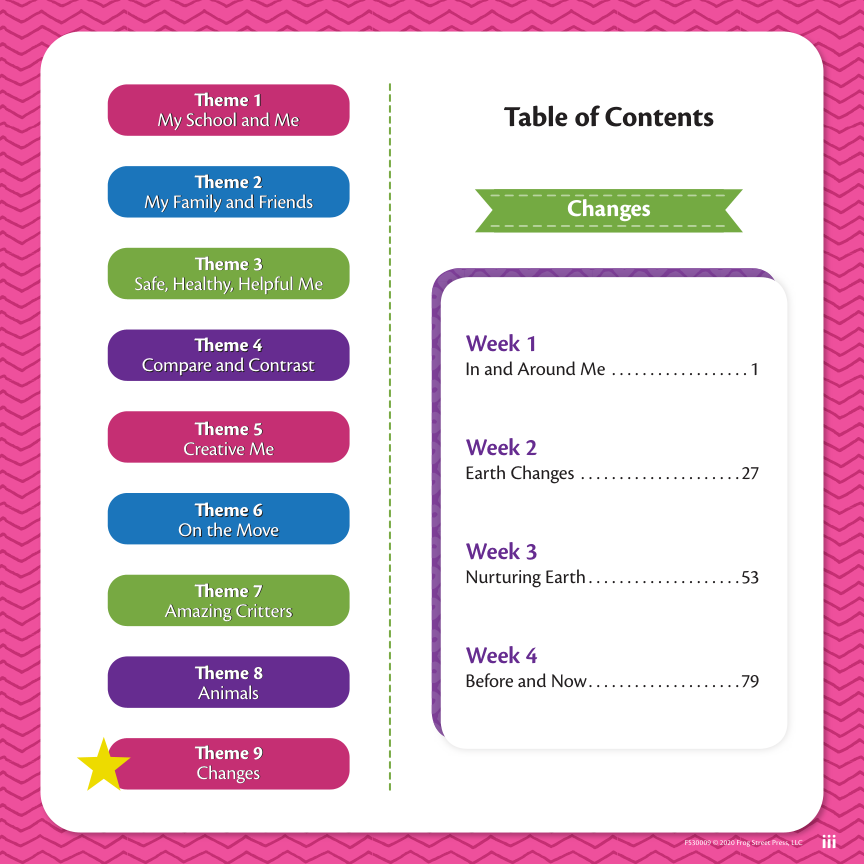 Theme 1
My School and Me
Theme 2
My Family and Friends
Theme 3
Safe, Healthy, Helpful Me
Theme 4
Compare and Contrast
Theme 5
Creative Me
Theme 6
On the Move
Theme 7
Amazing Critters
Theme 8
Animals
Theme 9
Changes
Table of Contents
Changes
Week 1
In and Around Me ..................1
Week 2
Earth Changes .....................27
Week 3
Nurturing Earth....................53
Week 4
Before and Now....................79
FS30009 © 2020 Frog Street Press, LLC
iii